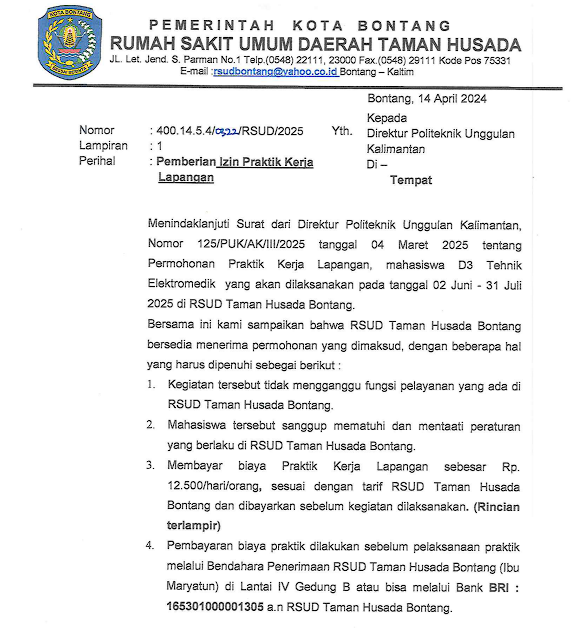 KOTA BONTANG
PEMERINTAH KOTA BONTANG
RUMAH SAKIT UMUM DAERAH TAMAN HUSADA
JL. Let. Jend. S. Parman No.1 Telp.(0548) 22111, 23000 Fax.(0548) 29111 Kode Pos 75331
E-mail :rsudbontang@yahoo.co.id Bontang – Kaltim
Bontang, 14 April 2024
Kepada
Nomor : 400.14.5.4/0322/RSUD/2025 Yth. Direktur Politeknik Unggulan
Lampiran : 1 Kalimantan
Perihal : Pemberian Izin Praktik Kerja Di –
Lapangan Tempat
Menindaklanjuti Surat dari Direktur Politeknik Unggulan Kalimantan,
Nomor 125/PUK/AK/III/2025 tanggal 04 Maret 2025 tentang
Permohonan Praktik Kerja Lapangan, mahasiswa D3 Tehnik
Elektromedik yang akan dilaksanakan pada tanggal 02 Juni - 31 Juli
2025 di RSUD Taman Husada Bontang.
Bersama ini kami sampaikan bahwa RSUD Taman Husada Bontang
bersedia menerima permohonan yang dimaksud, dengan beberapa hal
yang harus dipenuhi sebegai berikut :
1. Kegiatan tersebut tidak mengganggu fungsi pelayanan yang ada di
RSUD Taman Husada Bontang.
2. Mahasiswa tersebut sanggup mematuhi dan mentaati peraturan
yang berlaku di RSUD Taman Husada Bontang.
3. Membayar biaya Praktik Kerja Lapangan sebesar Rp.
12.500/hari/orang, sesuai dengan tarif RSUD Taman Husada
Bontang dan dibayarkan sebelum kegiatan dilaksanakan. (Rincian
terlampir)
4. Pembayaran biaya praktik dilakukan sebelum pelaksanaan praktik
melalui Bendahara Penerimaan RSUD Taman Husada Bontang (Ibu
Maryatun) di Lantai IV Gedung B atau bisa melalui Bank BRI :
165301000001305 a.n RSUD Taman Husada Bontang.